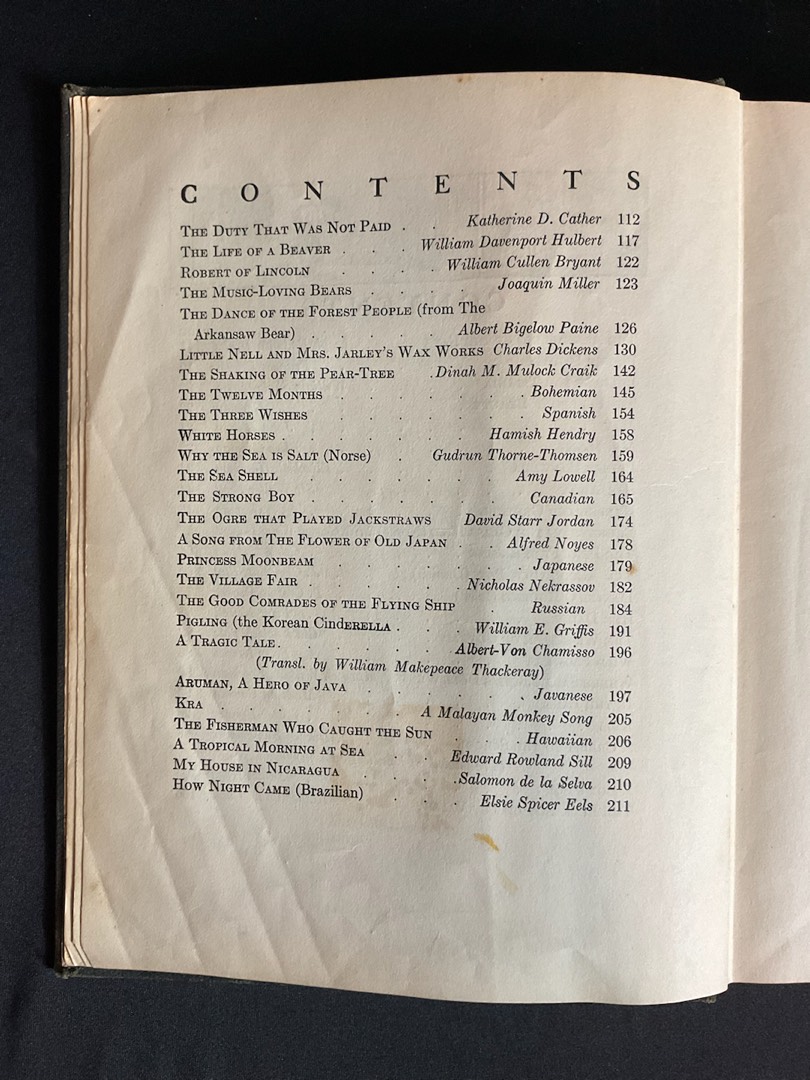 CONTENTS
THE DUTY THAT WAS NOT PAID . . Katherine D. Cather 112
THE LIFE OF A BEAVER . . . William Davenport Hulbert 117
ROBERT OF LINCOLN . . . . William Cullen Bryant 122
THE MUSIC-LOVING BEARS . . . . Joaquin Miller 123
THE DANCE OF THE FOREST PEOPLE (from The
Arkansaw Bear) . . . . . Albert Bigelow Paine 126
LITTLE NELL AND MRS. JARLEY'S WAX WORKS Charles Dickens 130
THE SHAKING OF THE PEAR-TREE . Dinah M. Mulock Craik 142
THE TWELVE MONTHS . . . . . . . Bohemian 145
THE THREE WISHES . . . . . . . Spanish 154
WHITE HORSES . . . . . . . Hamish Hendry 158
WHY THE SEA IS SALT (Norse) . Gudrun Thorne-Thomsen 159
THE SEA SHELL . . . . . . . Amy Lowell 164
THE STRONG BOY . . . . . . . Canadian 165
THE OGRE THAT PLAYED JACKSTRAWS David Starr Jordan 174
A SONG FROM THE FLOWER OF OLD JAPAN . . Alfred Noyes 178
PRINCESS MOONBEAM . . . . . . . Japanese 179
THE VILLAGE FAIR . . . . . . Nicholas Nekrassov 182
THE GOOD COMRADES OF THE FLYING SHIP . Russian 184
PIGLING (the Korean CINDERELLA . . . William E. Griffis 191
A TRAGIC TALE . . . . . . . Albert-Von Chamisso 196
(Transl. by William Makepeace Thackeray)
ARUMAN, A HERO OF JAVA . . . . . . Javanese 197
KRA . . . . . . . A Malayan Monkey Song 205
THE FISHERMAN WHO CAUGHT THE SUN . . . Hawaiian 206
A TROPICAL MORNING AT SEA . . Edward Rowland Sill 209
MY HOUSE IN NICARAGUA . . . . Salomon de la Selva 210
HOW NIGHT CAME (Brazilian) . . . Elsie Spicer Eels 211